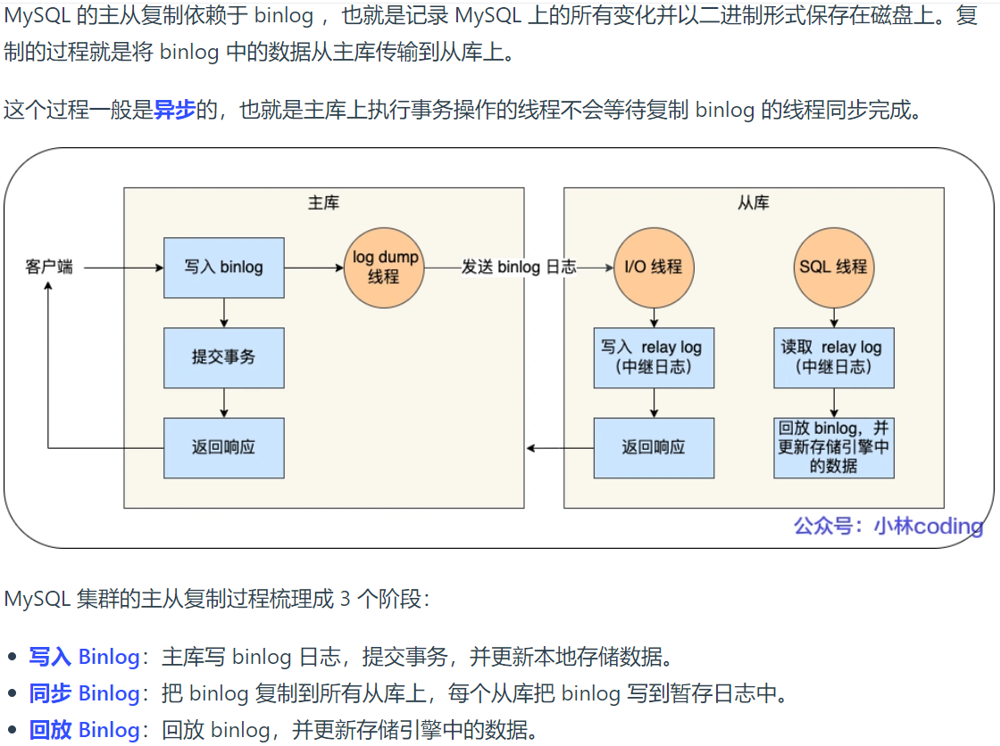 MySQL 的主从复制依赖于 binlog ，也就是记录 MySQL 上的所有变化并以二进制形式保存在磁盘上。复
制的过程就是将 binlog 中的数据从主库传输到从库上。
这个过程一般是异步的，也就是主库上执行事务操作的线程不会等待复制 binlog 的线程同步完成。
主库
从库
客户端
写入 binlog
log dump
线程
发送 binlog 日志
I/O 线程
SQL 线程
提交事务
写入 relay log
（中继日志）
读取 relay log
（中继日志）
返回响应
返回响应
回放 binlog，并
更新存储引擎中
的数据
公众号：小林coding
MySQL 集群的主从复制过程梳理成 3 个阶段：
写入 Binlog：主库写 binlog 日志，提交事务，并更新本地存储数据。
同步 Binlog：把 binlog 复制到所有从库上，每个从库把 binlog 写到暂存日志中。
回放 Binlog：回放 binlog，并更新存储引擎中的数据。